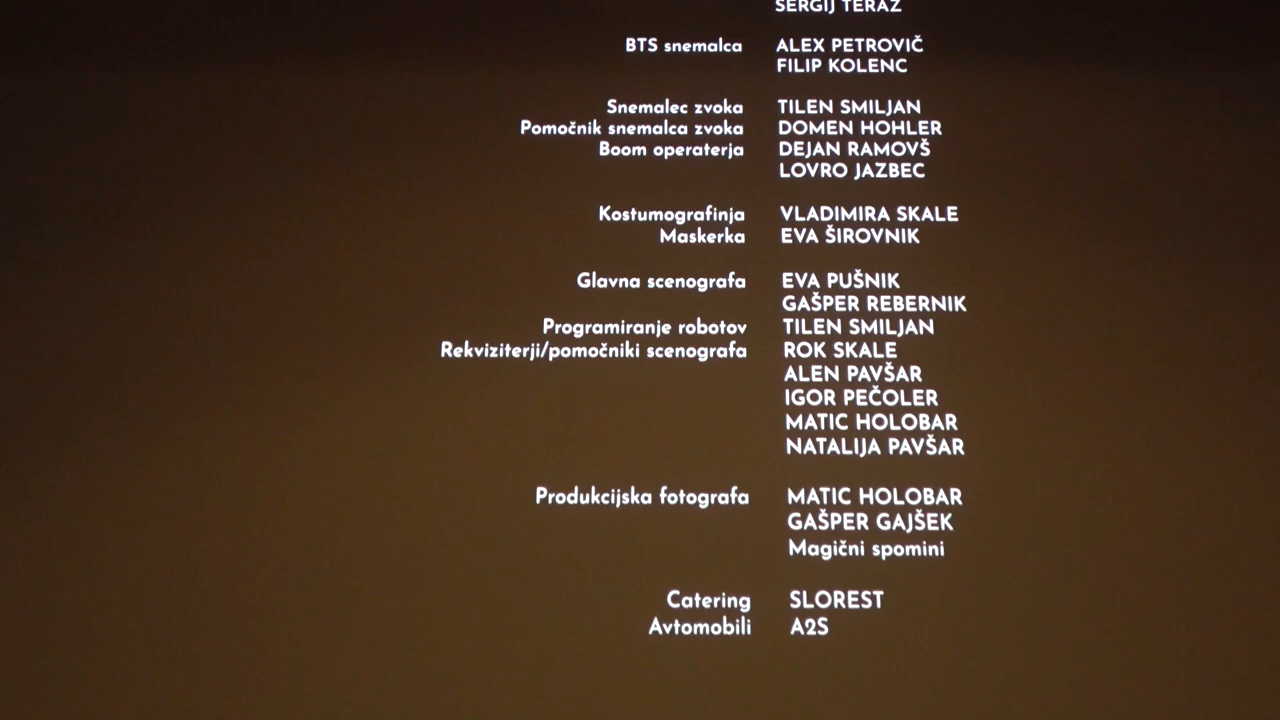 SERGIJ TERAZ
BTS snemalca ALEX PETROVIČ
FILIP KOLENC
Snemalec zvoka TILEN SMILJAN
Pomočnik snemalca zvoka DOMEN HOHLER
Boom operaterja DEJAN RAMOVŠ
LOVRO JAZBEC
Kostumografinja VLADIMIRA SKALE
Maskerka EVA ŠIROVNIK
Glavna scenografa EVA PUŠNIK
GAŠPER REBERNIK
Programiranje robotov TILEN SMILJAN
Rekviziterji/pomočniki scenografa ROK SKALE
ALEN PAVŠAR
IGOR PEČOLER
MATIC HOLOBAR
NATALIJA PAVŠAR
Produkcijska fotografa MATIC HOLOBAR
GAŠPER GAJŠEK
Magični spomini
Catering SLOREST
Avtomobili A2S